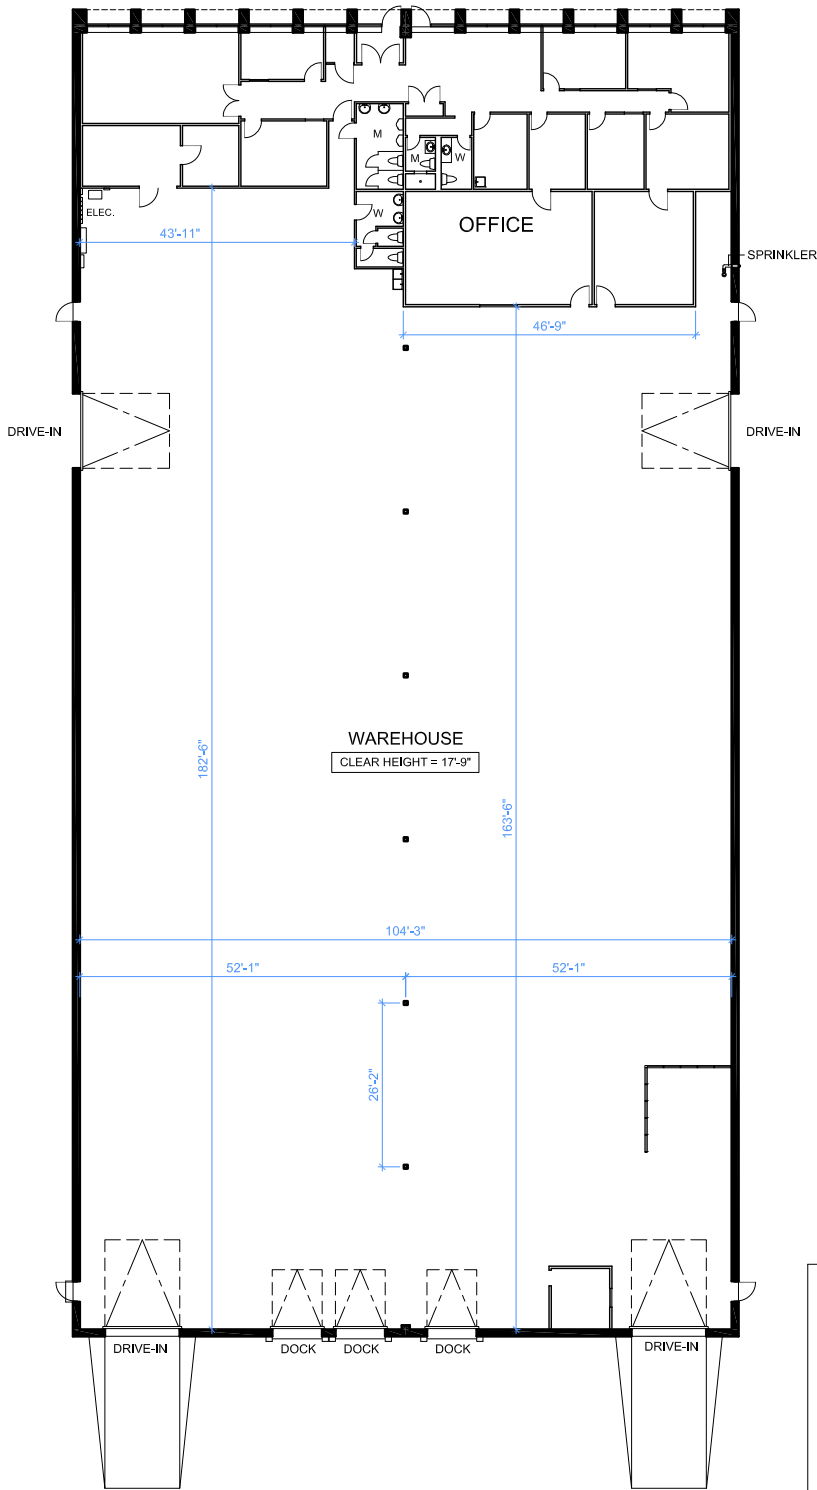 M
M
W
ELEC.
W
OFFICE
43'-11"
SPRINKLER
46'-9"
DRIVE-IN
DRIVE-IN
WAREHOUSE
CLEAR HEIGHT = 17'-9"
182'-6"
163'-6"
104'-3"
52'-1"
52'-1"
26'-2"
DRIVE-IN
DOCK
DOCK
DOCK
DRIVE-IN